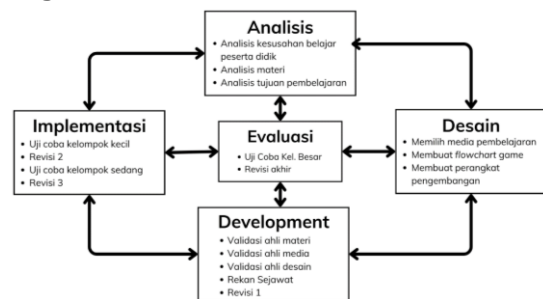 Analisis
• Analisis kesusahan belajar
peserta didik
• Analisis materi
• Analisis tujuan pembelajaran
Implementasi
• Uji coba kelompok kecil
• Revisi 2
• Uji coba kelompok sedang
• Revisi 3
Evaluasi
• Uji Coba Kel. Besar
• Revisi akhir
Desain
• Memilih media pembelajaran
• Membuat flowchart game
• Membuat perangkat
pengembangan
Development
• Validasi ahli materi
• Validasi ahli media
• Validasi ahli desain
• Rekan Sejawat
• Revisi 1